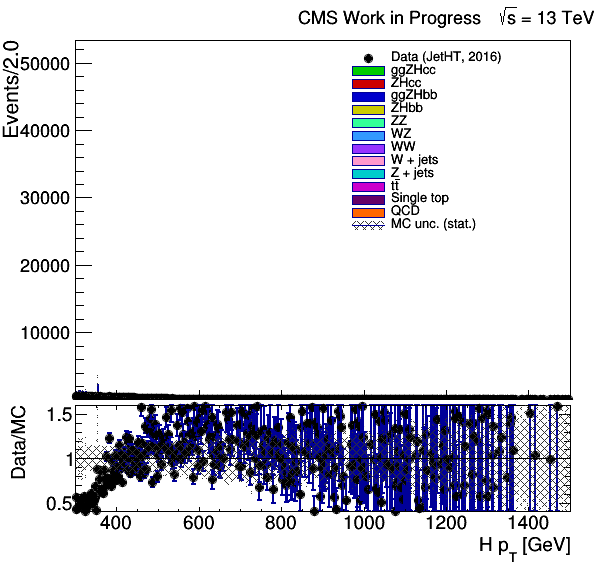 CMS Work in Progress √s = 13 TeV
Events/2.0
50000
40000
30000
20000
10000
Data (JetHT, 2016)
ggZHcc
ZHcc
ggZHbb
ZHbb
ZZ
WZ
WW
W + jets
Z + jets
tt̄
Single top
QCD
MC unc. (stat.)
Data/MC
1.5
1
0.5
400 600 800 1000 1200 1400
H pT [GeV]